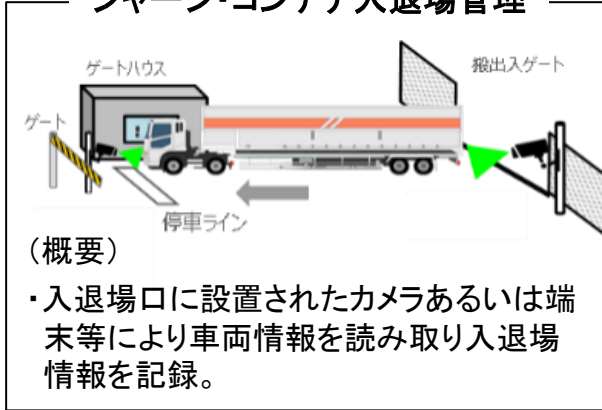 シャーシ・コンテナ入退場管理
ゲートハウス
搬出入ゲート
ゲート
停車ライン
（概要）
・入退場口に設置されたカメラあるいは端
末等により車両情報を読み取り入退場
情報を記録。